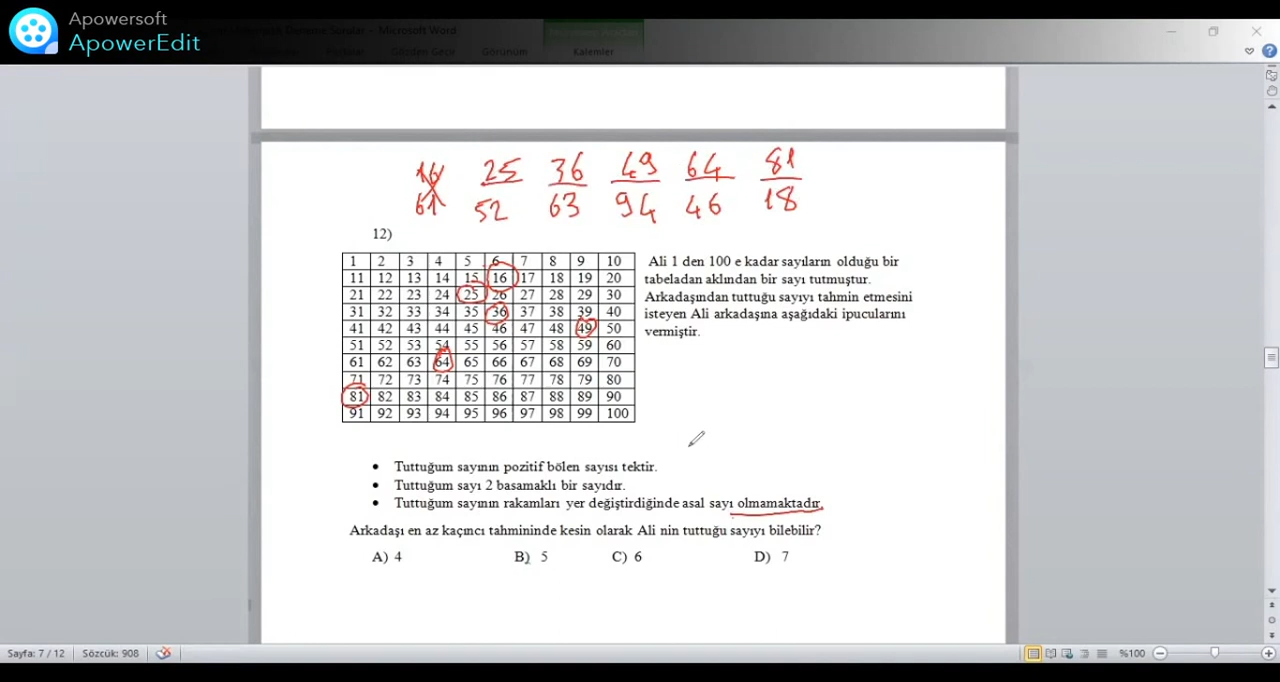 Apowersoft
ApowerEdit
Microsoft Word
Görünüm
Kalemler
16 25 36 49 64 81
61 52 63 94 46 18
12)
1 2 3 4 5 6 7 8 9 10
11 12 13 14 15 16 17 18 19 20
21 22 23 24 25 26 27 28 29 30
31 32 33 34 35 36 37 38 39 40
41 42 43 44 45 46 47 48 49 50
51 52 53 54 55 56 57 58 59 60
61 62 63 64 65 66 67 68 69 70
71 72 73 74 75 76 77 78 79 80
81 82 83 84 85 86 87 88 89 90
91 92 93 94 95 96 97 98 99 100
Ali 1 den 100 e kadar sayıların olduğu bir
tabeladan aklından bir sayı tutmuştur.
Arkadaşından tuttuğu sayıyı tahmin etmesini
isteyen Ali arkadaşına aşağıdaki ipucularını
vermiştir.
• Tuttuğum sayının pozitif bölen sayısı tektir.
• Tuttuğum sayı 2 basamaklı bir sayıdır.
• Tuttuğum sayının rakamları yer değiştirdiğinde asal sayı olmamaktadır.
Arkadaşı en az kaçıncı tahmininde kesin olarak Ali nin tuttuğu sayıyı bilebilir?
A) 4 B) 5 C) 6 D) 7
Sayfa: 7 / 12 Sözcük: 908 %100